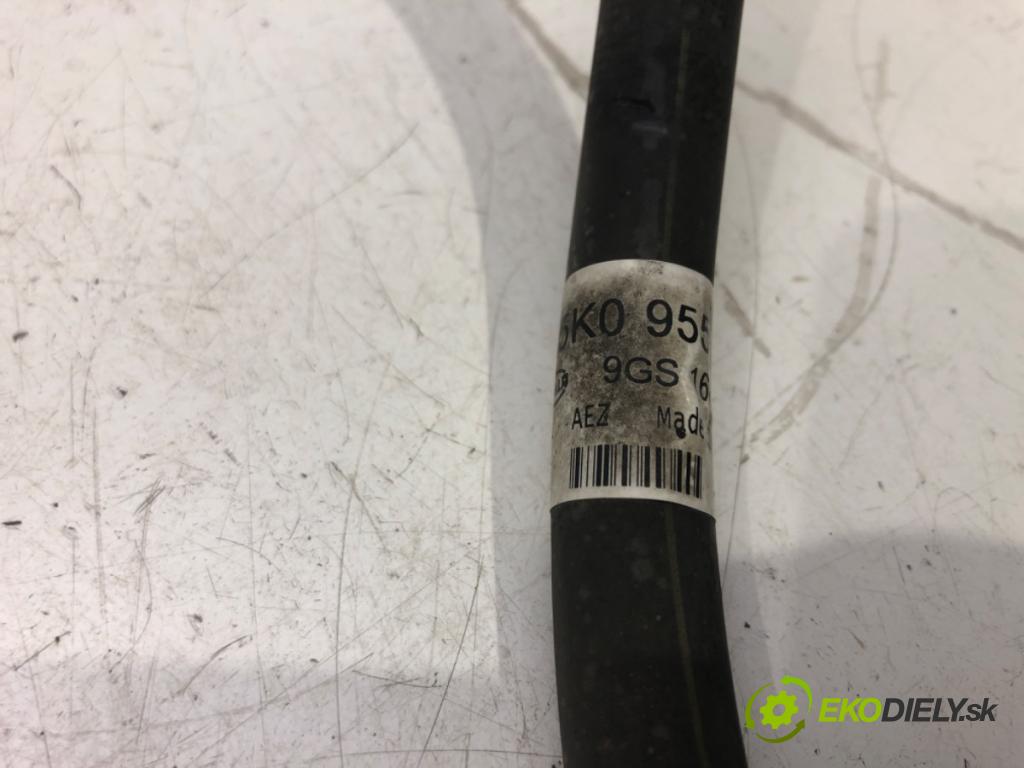 5K0 955
9GS 16
AEZ Made
EKODIELY.sk